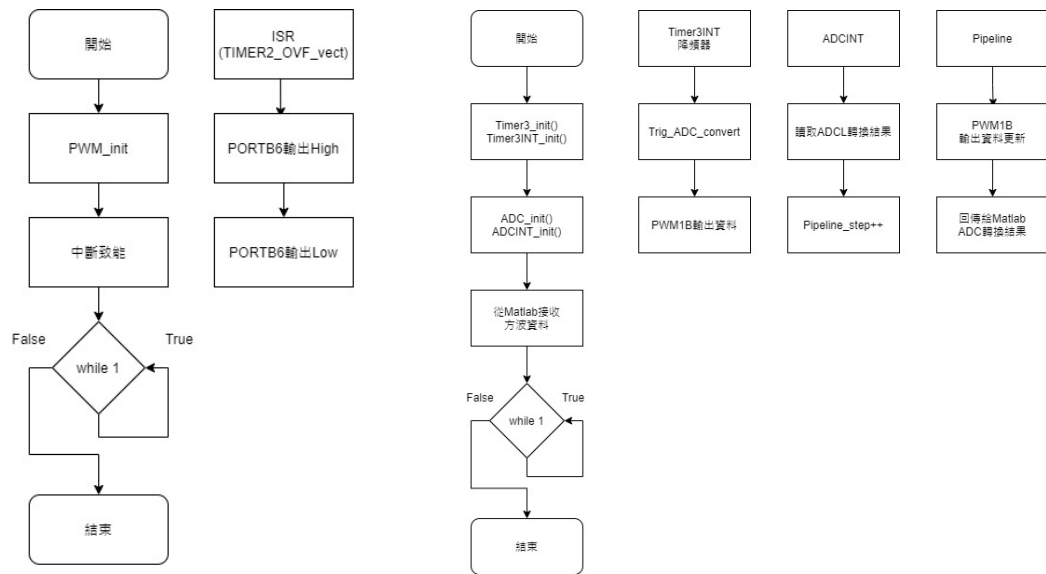 開始
PWM_init
中斷致能
False
True
while 1
結束
ISR
(TIMER2_OVF_vect)
PORTB6輸出High
PORTB6輸出Low
開始
Timer3_init()
Timer3INT_init()
ADC_init()
ADCINT_init()
從Matlab接收
方波資料
False
True
while 1
結束
Timer3INT
降頻器
Trig_ADC_convert
PWM1B輸出資料
ADCINT
讀取ADCL轉換結果
Pipeline_step++
Pipeline
PWM1B
輸出資料更新
回傳給Matlab
ADC轉換結果